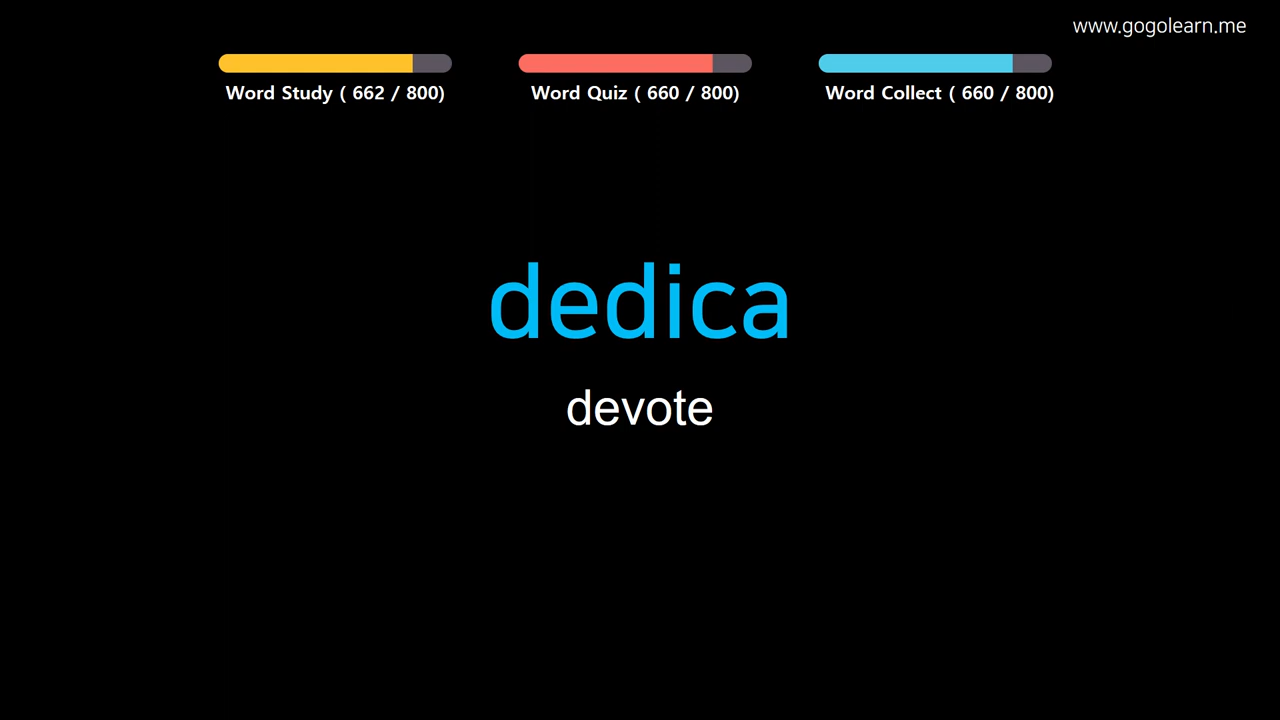 www.gogolearn.me
Word Study ( 662 / 800)
Word Quiz ( 660 / 800)
Word Collect ( 660 / 800)
dedica
devote